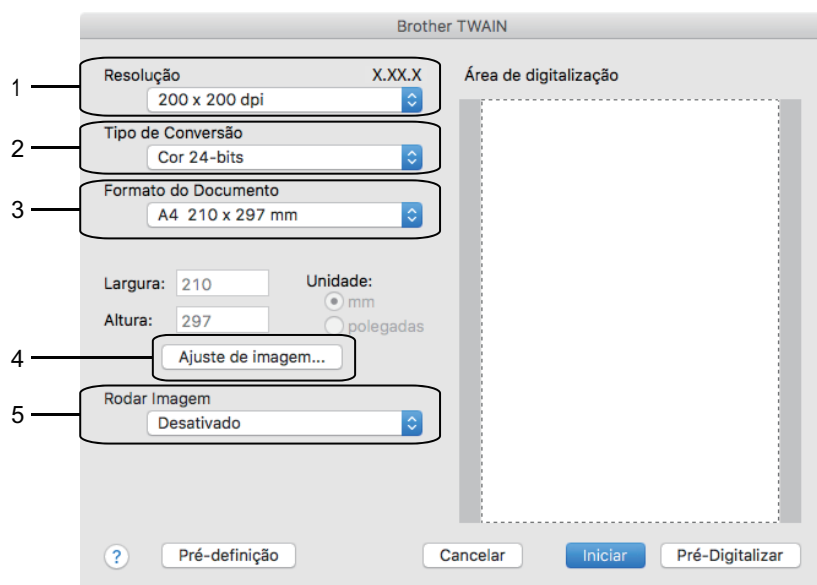 Brother TWAIN
1
Resolução X.XX.X
200 x 200 dpi
2
Tipo de Conversão
Cor 24-bits
3
Formato do Documento
A4 210 x 297 mm
Largura: 210
Altura: 297
Unidade:
mm
polegadas
4
Ajuste de imagem...
5
Rodar Imagem
Desativado
Área de digitalização
?
Pré-definição
Cancelar
Iniciar
Pré-Digitalizar